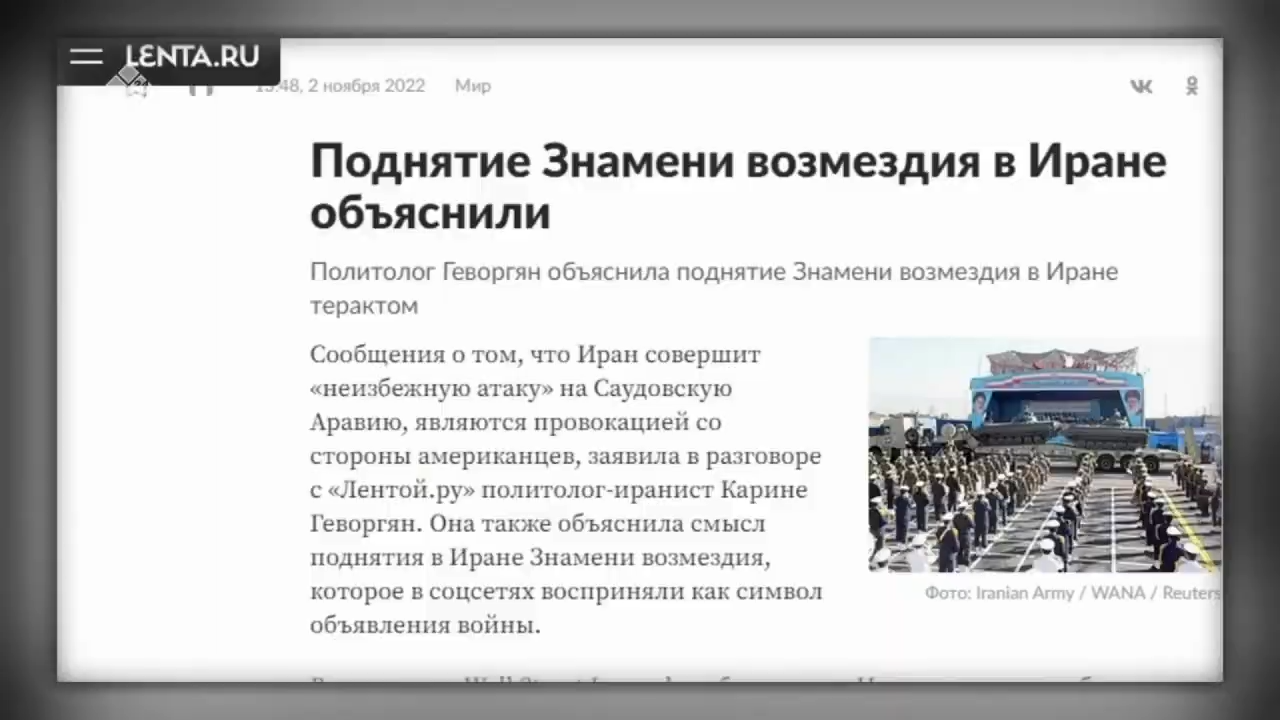 LENTA.RU
13:48, 2 ноября 2022 Мир
Поднятие Знамени возмездия в Иране
объяснили
Политолог Геворгян объяснила поднятие Знамени возмездия в Иране
терактом
Сообщения о том, что Иран совершит
«неизбежную атаку» на Саудовскую
Аравию, являются провокацией со
стороны американцев, заявила в разговоре
с «Лентой.ру» политолог-иранист Карине
Геворгян. Она также объяснила смысл
поднятия в Иране Знамени возмездия,
которое в соцсетях восприняли как символ
объявления войны.
Фото: Iranian Army / WANA / Reuters